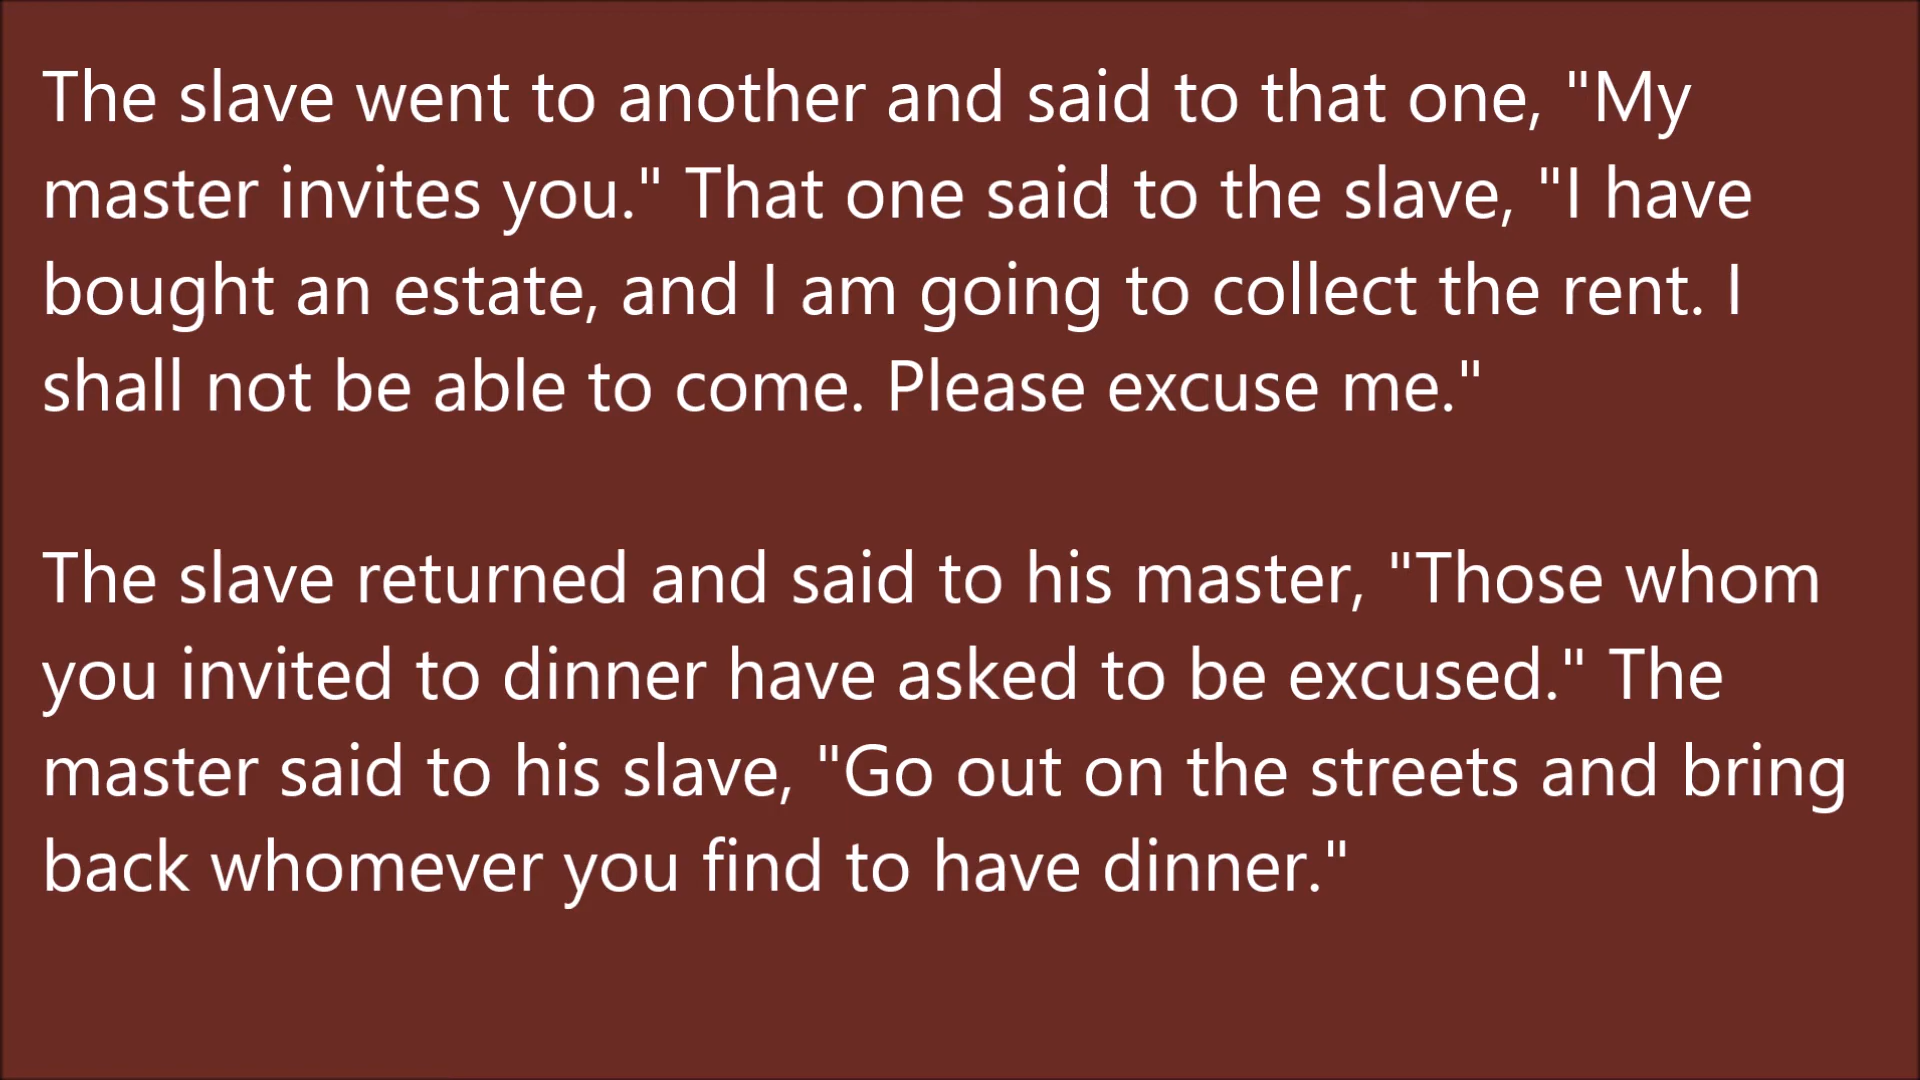 The slave went to another and said to that one, "My
master invites you." That one said to the slave, "I have
bought an estate, and I am going to collect the rent. I
shall not be able to come. Please excuse me."
The slave returned and said to his master, "Those whom
you invited to dinner have asked to be excused." The
master said to his slave, "Go out on the streets and bring
back whomever you find to have dinner."